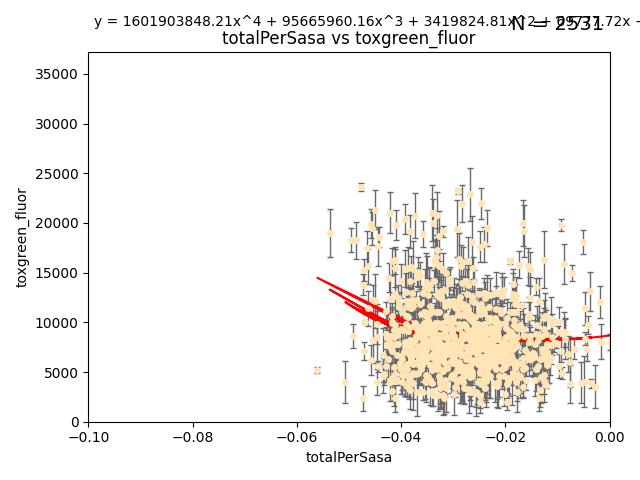 y = 1601903848.21x^4 + 95665960.16x^3 + 3419824.81x^2 +
N = 2531
totalPerSasa vs toxgreen_fluor
35000
30000
25000
20000
15000
10000
5000
0
toxgreen_fluor
−0.10
−0.08
−0.06
−0.04
−0.02
0.00
totalPerSasa